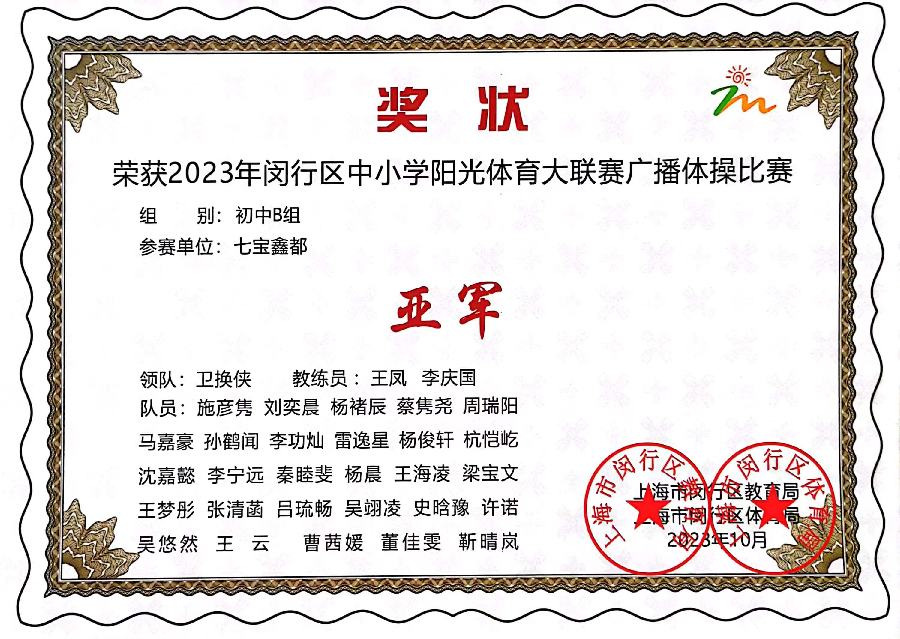 奖 状
荣获2023年闵行区中小学阳光体育大联赛广播体操比赛
组 别：初中B组
参赛单位：七宝鑫都
亚军
领队：卫换侠 教练员：王凤 李庆国
队员：施彦隽 刘奕晨 杨褚辰 蔡隽尧 周瑞阳
马嘉豪 孙鹤闻 李功灿 雷逸星 杨俊轩 杭恺屹
沈嘉懿 李宁远 秦睦斐 杨晨 王海凌 梁宝文
王梦彤 张清菡 吕琉畅 吴翊凌 史晗豫 许诺
吴悠然 王 云 曹茜媛 董佳雯 靳晴岚
上海市闵行区教育局
上海市闵行区体育局
2023年10月
上海市闵行区教育局
上海市闵行区体育局